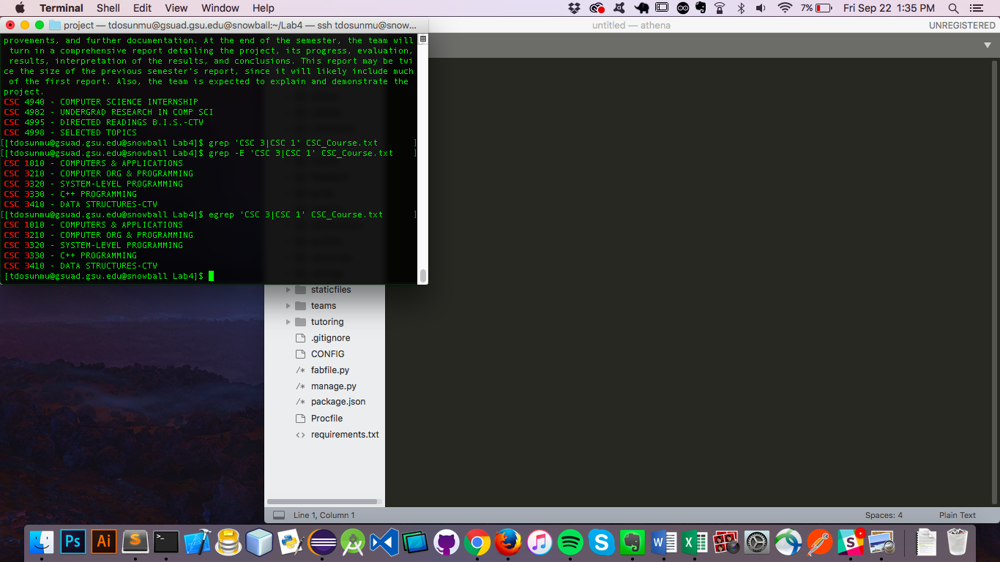 Terminal Shell Edit View Window Help 7% Fri Sep 22 1:35 PM
project — tdosunmu@gsuad.gsu.edu@snowball:~/Lab4 — ssh tdosunmu@snow...
untitled — athena
UNREGISTERED
provements, and further documentation. At the end of the semester, the team will
turn in a comprehensive report detailing the project, its progress, evaluation,
results, interpretation of the results, and conclusions. This report may be twi
ce the size of the previous semester's report, since it will likely include much
of the first report. Also, the team is expected to explain and demonstrate the
project.
CSC 4940 - COMPUTER SCIENCE INTERNSHIP
CSC 4982 - UNDERGRAD RESEARCH IN COMP SCI
CSC 4995 - DIRECTED READINGS B.I.S.-CTW
CSC 4998 - SELECTED TOPICS
[[tdosunmu@gsuad.gsu.edu@snowball Lab4]$ grep 'CSC 3|CSC 1' CSC_Course.txt ]
[[tdosunmu@gsuad.gsu.edu@snowball Lab4]$ grep -E 'CSC 3|CSC 1' CSC_Course.txt ]
CSC 1010 - COMPUTERS & APPLICATIONS
CSC 3210 - COMPUTER ORG & PROGRAMMING
CSC 3320 - SYSTEM-LEVEL PROGRAMMING
CSC 3330 - C++ PROGRAMMING
CSC 3410 - DATA STRUCTURES-CTW
[[tdosunmu@gsuad.gsu.edu@snowball Lab4]$ egrep 'CSC 3|CSC 1' CSC_Course.txt ]
CSC 1010 - COMPUTERS & APPLICATIONS
CSC 3210 - COMPUTER ORG & PROGRAMMING
CSC 3320 - SYSTEM-LEVEL PROGRAMMING
CSC 3330 - C++ PROGRAMMING
CSC 3410 - DATA STRUCTURES-CTW
[tdosunmu@gsuad.gsu.edu@snowball Lab4]$
staticfiles
teams
tutoring
.gitignore
CONFIG
/* fabfile.py
/* manage.py
/* package.json
Procfile
<> requirements.txt
Line 1, Column 1
Spaces: 4
Plain Text
Ps
Ai